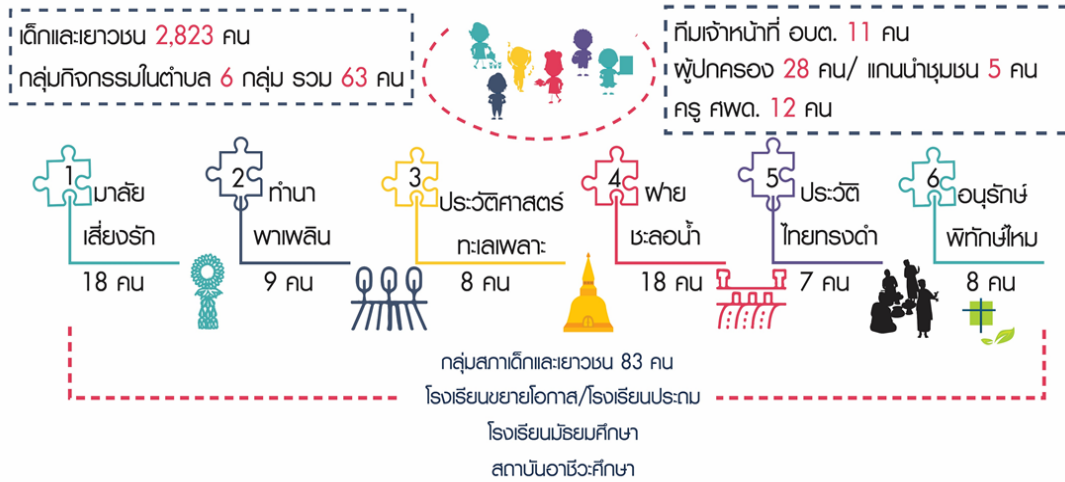 เด็กและเยาวชน 2,823 คน
กลุ่มกิจกรรมในตำบล 6 กลุ่ม รวม 63 คน
ทีมเจ้าหน้าที่ อบต. 11 คน
ผู้ปกครอง 28 คน/ แกนนำชุมชน 5 คน
ครู ศพด. 12 คน
1 มาลัย
เสี่ยงรัก
18 คน
2 ทำนา
พาเพลิน
9 คน
3 ประวัติศาสตร์
ทะเลเพลาะ
8 คน
4 ฝาย
ชะลอน้ำ
18 คน
5 ประวัติ
ไทยทรงดำ
7 คน
6 อนุรักษ์
พิทักษ์ไหม
8 คน
กลุ่มสภาเด็กและเยาวชน 83 คน
โรงเรียนขยายโอกาส/โรงเรียนประถม
โรงเรียนมัธยมศึกษา
สถาบันอาชีวะศึกษา